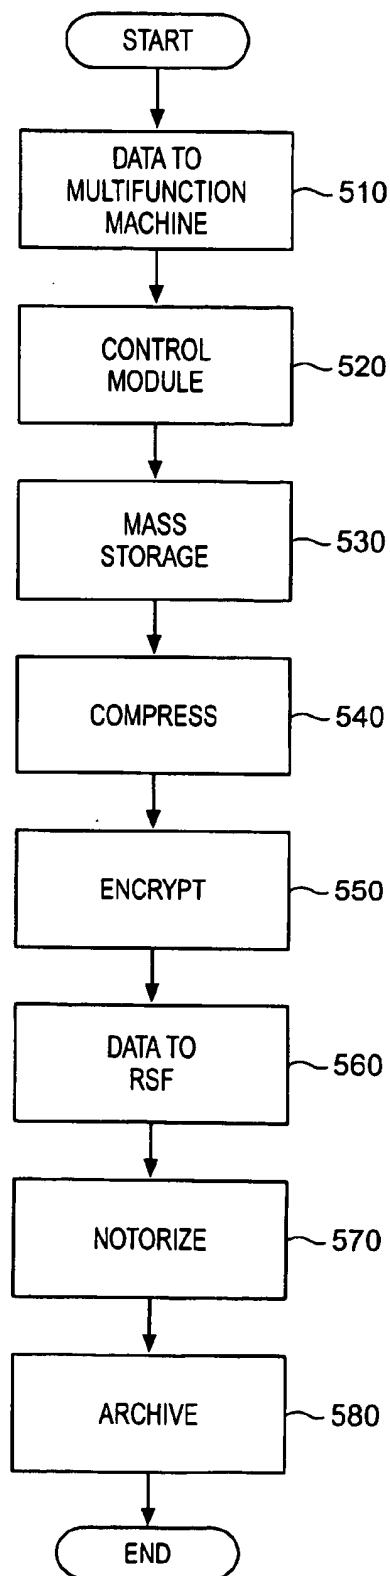 START
DATA TO
MULTIFUNCTION
MACHINE
510
CONTROL
MODULE
520
MASS
STORAGE
530
COMPRESS
540
ENCRYPT
550
DATA TO
RSF
560
NOTORIZE
570
ARCHIVE
580
END